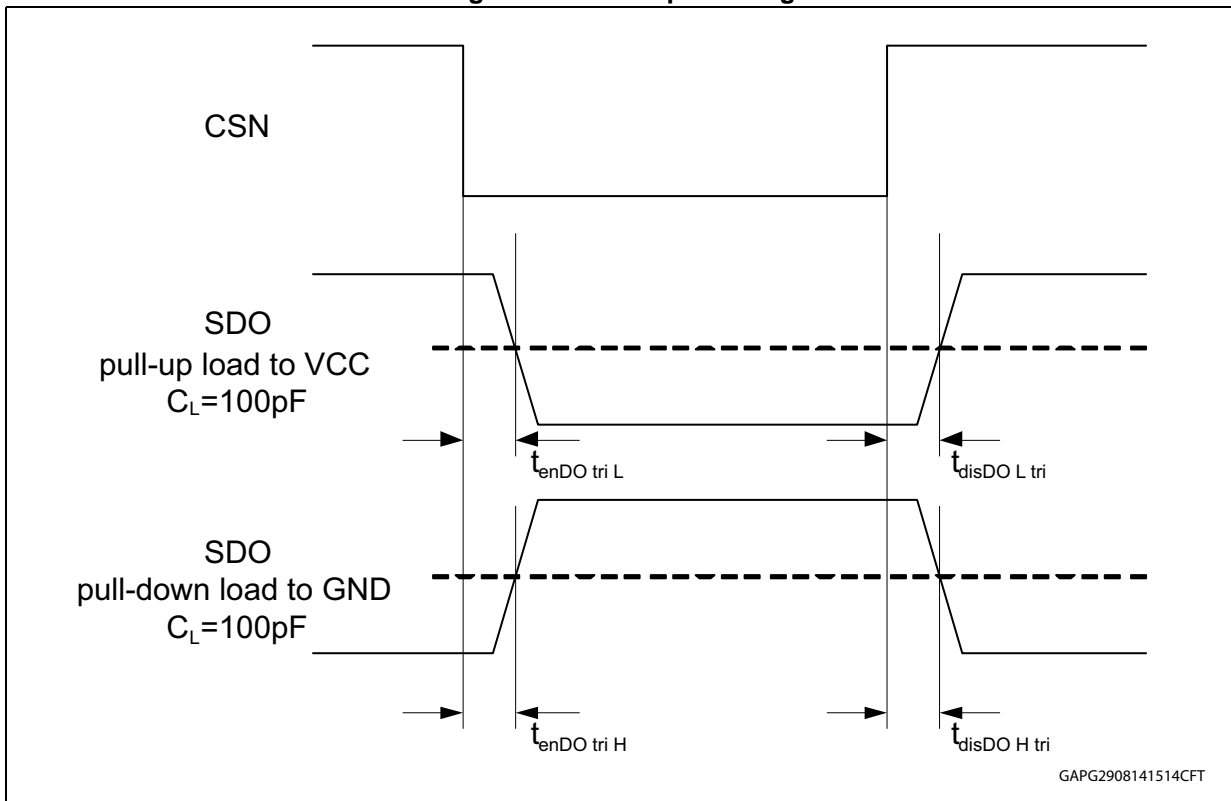 CSN
SDO
pull-up load to VCC
CL=100pF
tenDO tri L
tdisDO L tri
SDO
pull-down load to GND
CL=100pF
tenDO tri H
tdisDO H tri
GAPG2908141514CFT